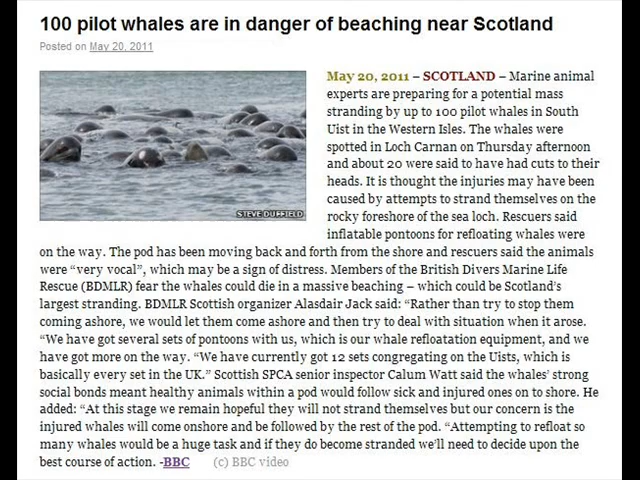 100 pilot whales are in danger of beaching near Scotland
Posted on May 20, 2011
May 20, 2011 – SCOTLAND – Marine animal
experts are preparing for a potential mass
stranding by up to 100 pilot whales in South
Uist in the Western Isles. The whales were
spotted in Loch Carnan on Thursday afternoon
and about 20 were said to have had cuts to their
heads. It is thought the injuries may have been
caused by attempts to strand themselves on the
rocky foreshore of the sea loch. Rescuers said
inflatable pontoons for refloating whales were
STEVE DUFFIELD
on the way. The pod has been moving back and forth from the shore and rescuers said the animals
were “very vocal”, which may be a sign of distress. Members of the British Divers Marine Life
Rescue (BDMLR) fear the whales could die in a massive beaching – which could be Scotland’s
largest stranding. BDMLR Scottish organizer Alasdair Jack said: “Rather than try to stop them
coming ashore, we would let them come ashore and then try to deal with situation when it arose.
“We have got several sets of pontoons with us, which is our whale refloatation equipment, and we
have got more on the way. “We have currently got 12 sets congregating on the Uists, which is
basically every set in the UK.” Scottish SPCA senior inspector Calum Watt said the whales’ strong
social bonds meant healthy animals within a pod would follow sick and injured ones on to shore. He
added: “At this stage we remain hopeful they will not strand themselves but our concern is the
injured whales will come onshore and be followed by the rest of the pod. “Attempting to refloat so
many whales would be a huge task and if they do become stranded we’ll need to decide upon the
best course of action. -BBC (c) BBC video